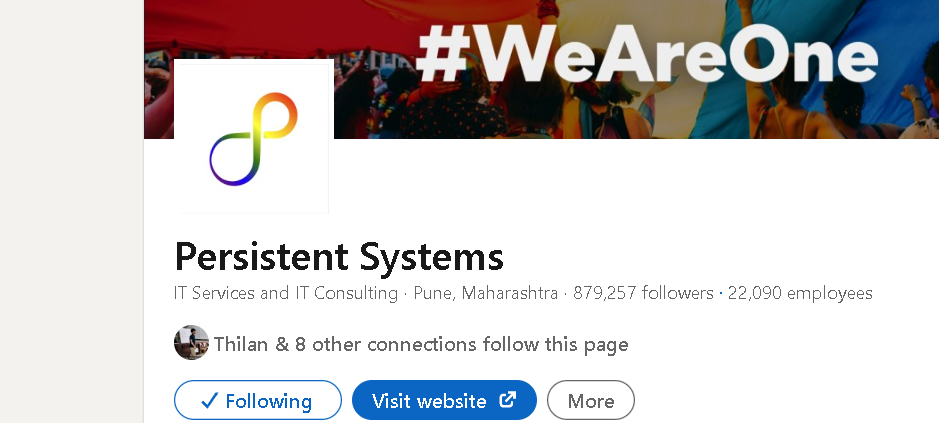 #WeAreOne
Persistent Systems
IT Services and IT Consulting · Pune, Maharashtra · 879,257 followers · 22,090 employees
Thilan & 8 other connections follow this page
Following
Visit website
More